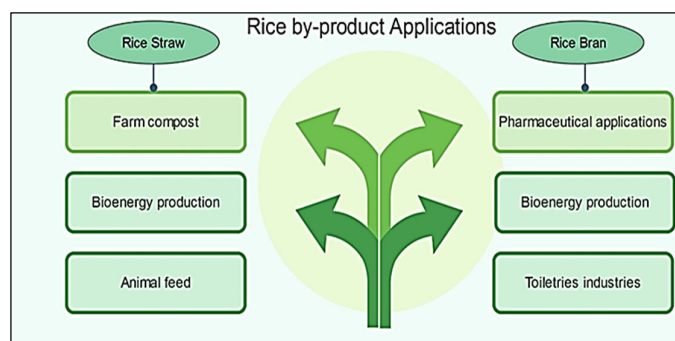 Rice by-product Applications
Rice Straw
Farm compost
Bioenergy production
Animal feed
Rice Bran
Pharmaceutical applications
Bioenergy production
Toiletries industries